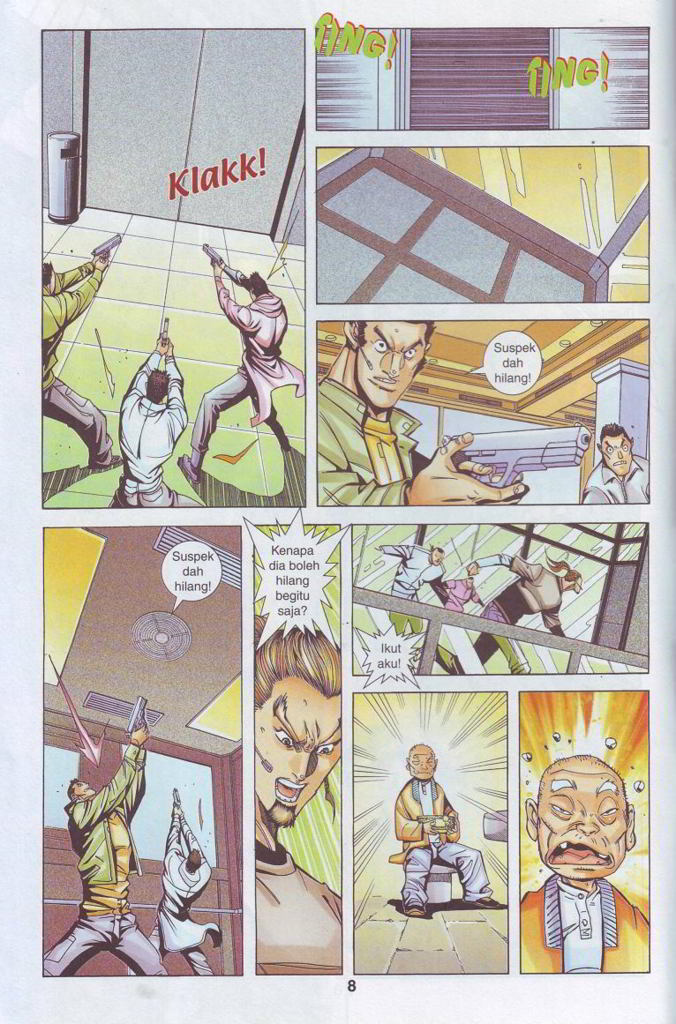 Klakk!
TING!
TING!
Suspek
dah
hilang!
Suspek
dah
hilang!
Kenapa
dia boleh
hilang
begitu
saja?
Ikut
aku!
8